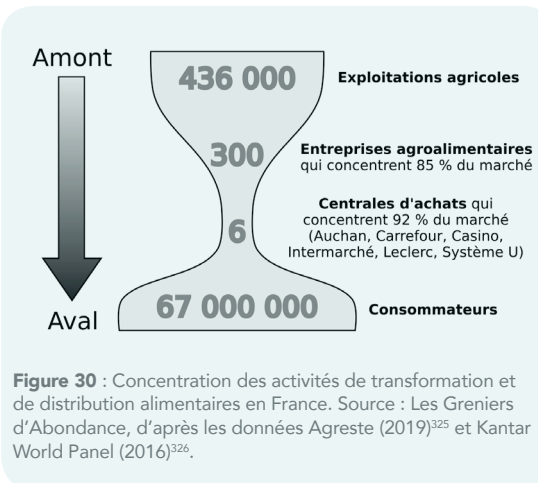 Amont
436 000
Exploitations agricoles
300
Entreprises agroalimentaires
qui concentrent 85 % du marché
6
Centrales d'achats qui
concentrent 92 % du marché
(Auchan, Carrefour, Casino,
Intermarché, Leclerc, Système U)
67 000 000
Consommateurs
Aval
Figure 30 : Concentration des activités de transformation et
de distribution alimentaires en France. Source : Les Greniers
d’Abondance, d’après les données Agreste (2019)325 et Kantar
World Panel (2016)326.